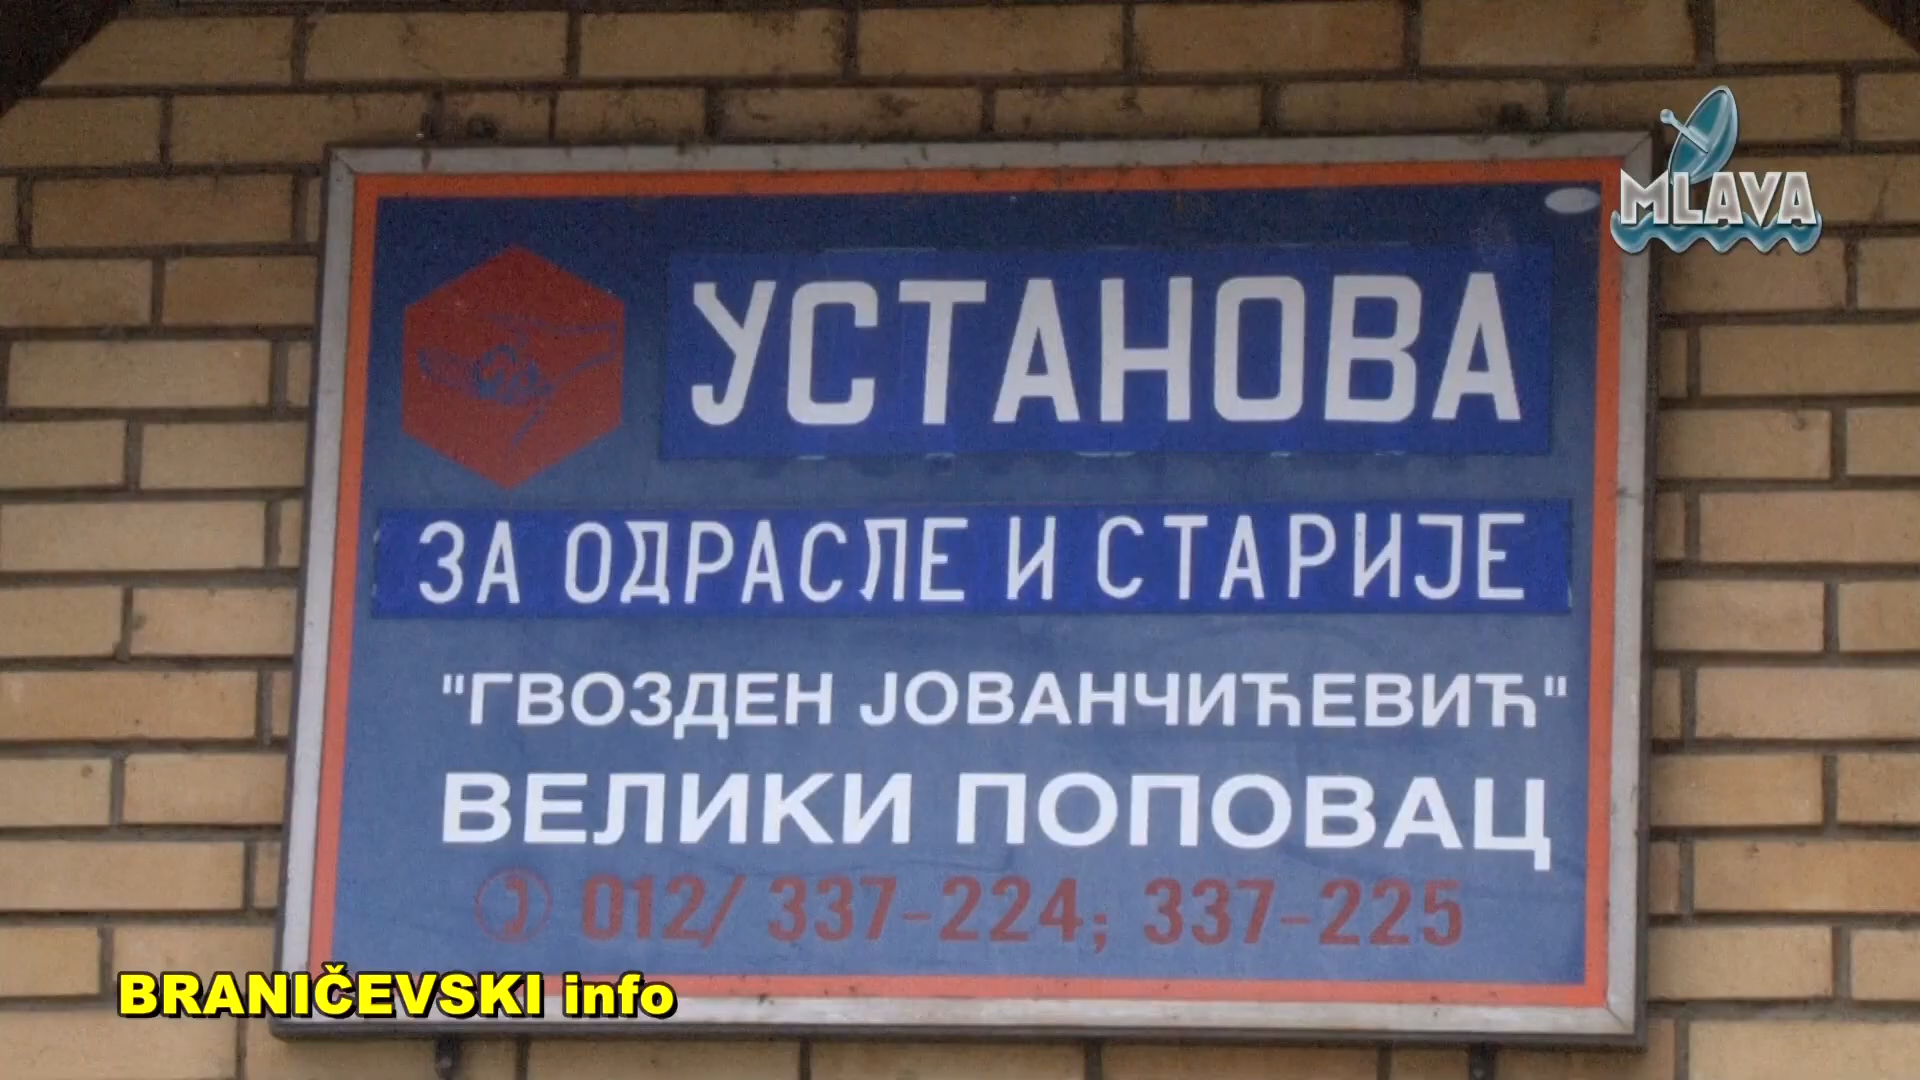 MLAVA
УСТАНОВА
ЗА ОДРАСЛЕ И СТАРИЈЕ
"ГВОЗДЕН ЈОВАНЧИЋЕВИЋ"
ВЕЛИКИ ПОПОВАЦ
012/ 337-224; 337-225
BRANIČEVSKI info